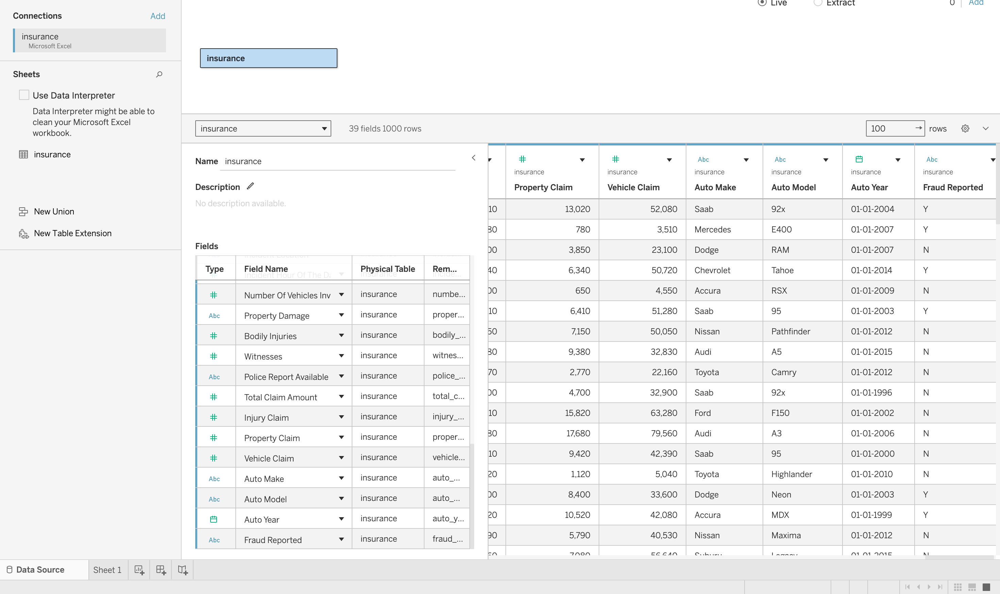 Live Extract 0 Add
Connections Add
insurance
Microsoft Excel
Sheets
Use Data Interpreter
Data Interpreter might be able to
clean your Microsoft Excel
workbook.
insurance
New Union
New Table Extension
insurance
insurance 39 fields 1000 rows 100 rows
Name insurance
Description
No description available.
Fields
Type Field Name Physical Table Rem...
# Number Of Vehicles Inv insurance numbe...
Abc Property Damage insurance proper...
# Bodily Injuries insurance bodily_...
# Witnesses insurance witnes...
Abc Police Report Available insurance police_...
# Total Claim Amount insurance total_c...
# Injury Claim insurance injury_...
# Property Claim insurance proper...
# Vehicle Claim insurance vehicle...
Abc Auto Make insurance auto_...
Abc Auto Model insurance auto_...
Auto Year insurance auto_y...
Abc Fraud Reported insurance fraud_...
# # Abc Abc Abc
insurance insurance insurance insurance insurance insurance
Property Claim Vehicle Claim Auto Make Auto Model Auto Year Fraud Reported
10 13,020 52,080 Saab 92x 01-01-2004 Y
80 780 3,510 Mercedes E400 01-01-2007 Y
00 3,850 23,100 Dodge RAM 01-01-2007 N
40 6,340 50,720 Chevrolet Tahoe 01-01-2014 Y
00 650 4,550 Accura RSX 01-01-2009 N
10 6,410 51,280 Saab 95 01-01-2003 Y
50 7,150 50,050 Nissan Pathfinder 01-01-2012 N
80 9,380 32,830 Audi A5 01-01-2015 N
70 2,770 22,160 Toyota Camry 01-01-2012 N
00 4,700 32,900 Saab 92x 01-01-1996 N
10 15,820 63,280 Ford F150 01-01-2002 N
80 17,680 79,560 Audi A3 01-01-2006 N
10 9,420 42,390 Saab 95 01-01-2000 N
20 1,120 5,040 Toyota Highlander 01-01-2010 N
00 8,400 33,600 Dodge Neon 01-01-2003 Y
20 10,520 42,080 Accura MDX 01-01-1999 Y
90 5,790 40,530 Nissan Maxima 01-01-2012 N
Data Source Sheet 1